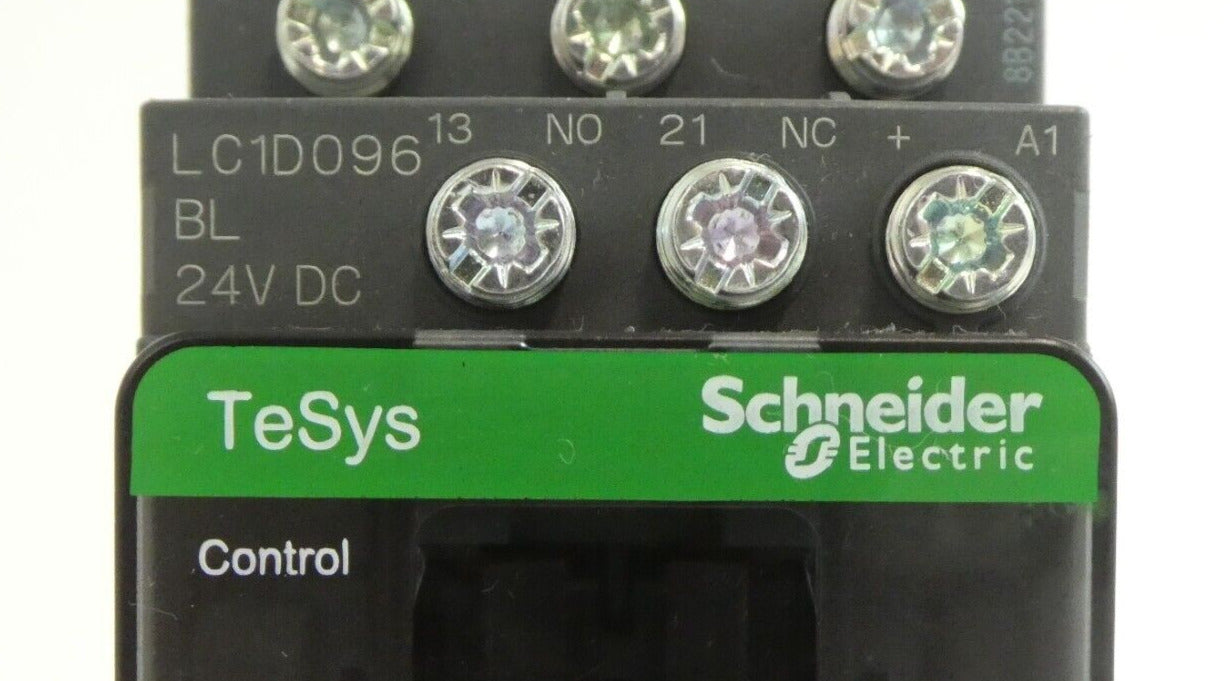 LC1D096
BL
24V DC
13 NO 21 NC + A1
TeSys
Schneider
Electric
Control